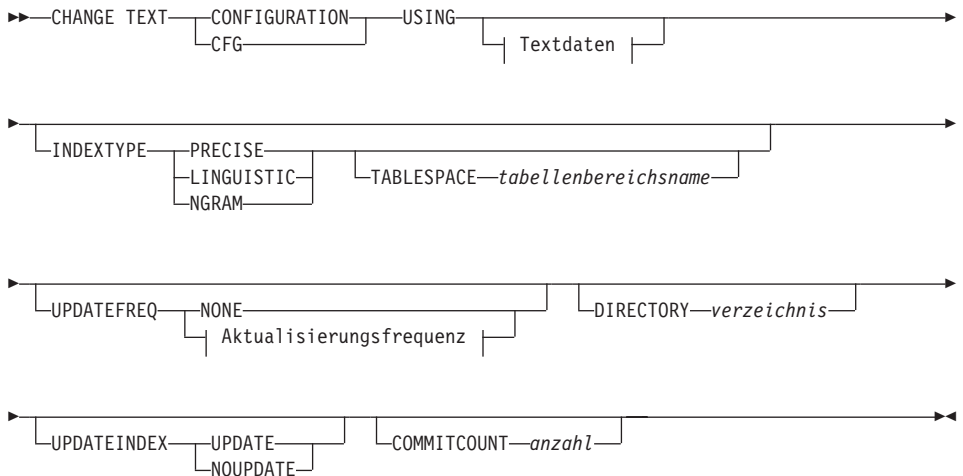 CHANGE TEXT CONFIGURATION USING
CFG Textdaten
INDEXTYPE PRECISE
LINGUISTIC TABLESPACE tabellenbereichsname
NGRAM
UPDATEFREQ NONE DIRECTORY verzeichnis
Aktualisierungsfrequenz
UPDATEINDEX UPDATE COMMITCOUNT anzahl
NOUPDATE